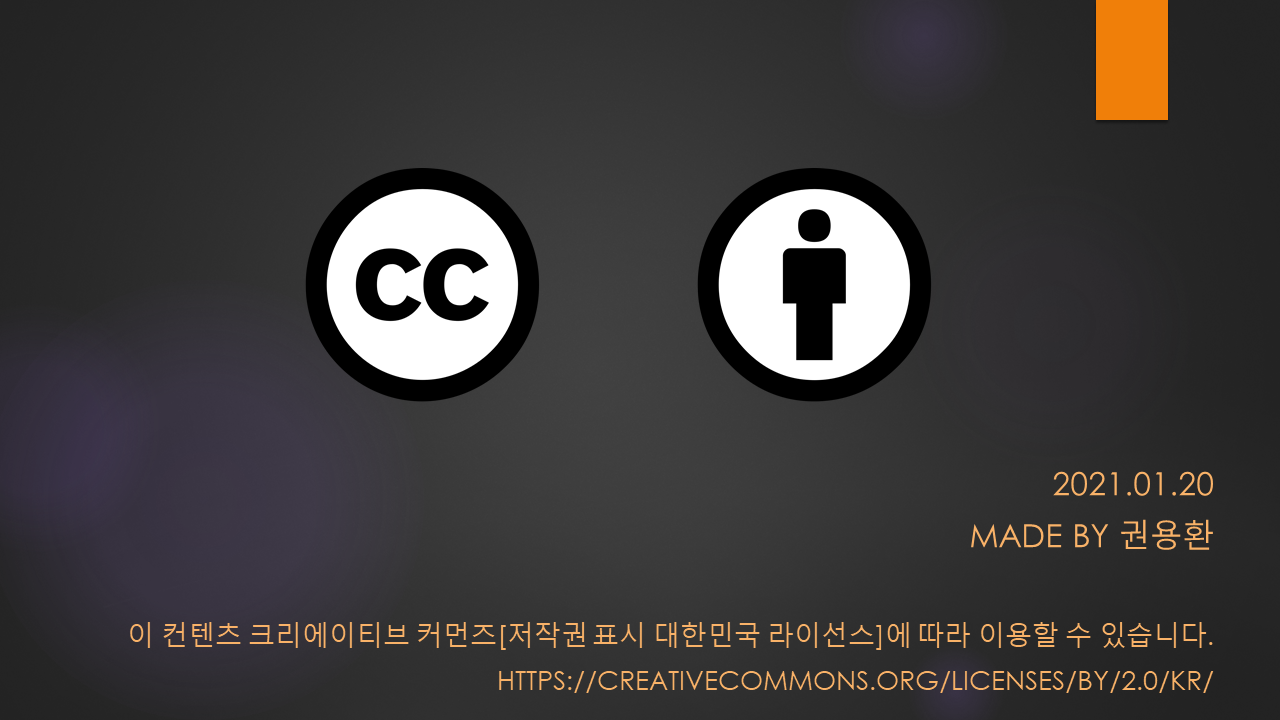 cc
2021.01.20
MADE BY 권용환
이 컨텐츠 크리에이티브 커먼즈[저작권 표시 대한민국 라이선스]에 따라 이용할 수 있습니다.
HTTPS://CREATIVECOMMONS.ORG/LICENSES/BY/2.0/KR/